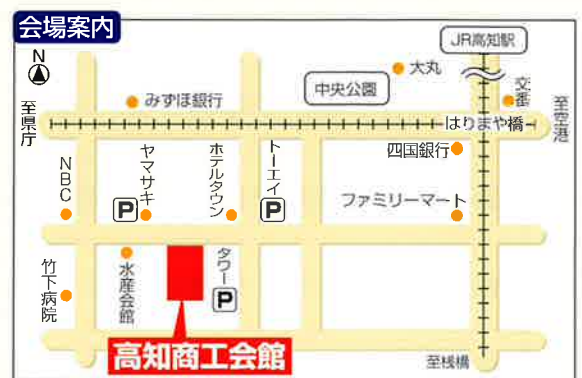 会場案内
N
JR高知駅
大丸
中央公園
交番
至空港
至県庁
みずほ銀行
はりまや橋
NBC
ヤマサキ
P
ホテルタウン
トーエイ
P
四国銀行
ファミリーマート
竹下病院
水産会館
タワー
P
高知商工会館
至桟橋